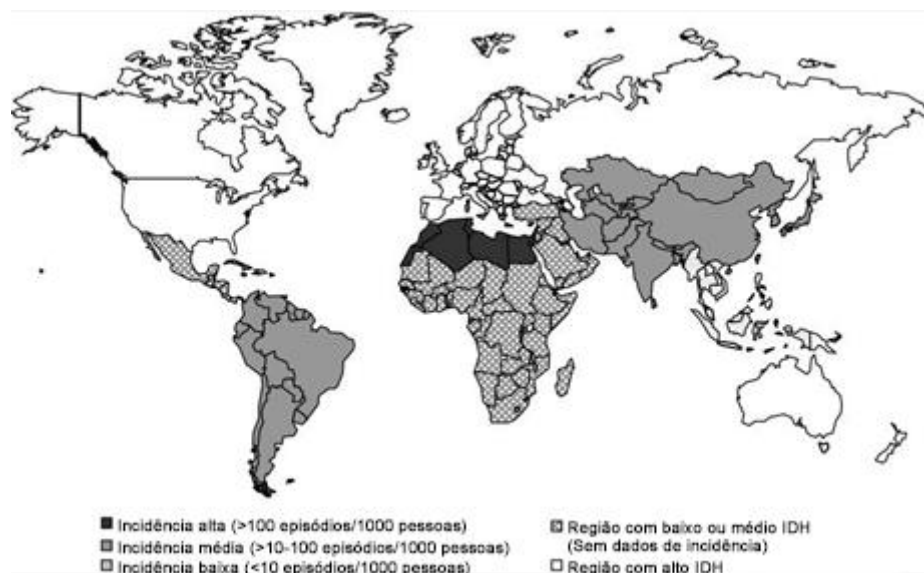 Incidência alta (>100 episódios/1000 pessoas)
Incidência média (>10-100 episódios/1000 pessoas)
Incidência baixa (<10 episódios/1000 pessoas)
Região com baixo ou médio IDH
(Sem dados de incidência)
Região com alto IDH